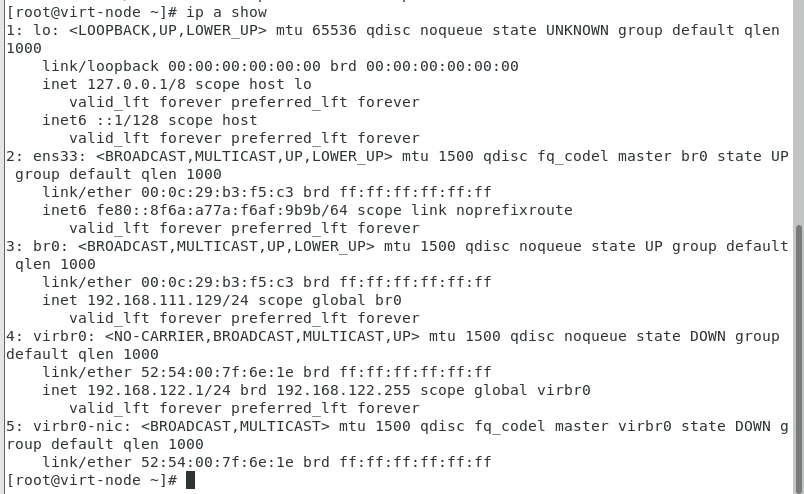 [root@virt-node ~]# ip a show
1: lo: <LOOPBACK,UP,LOWER_UP> mtu 65536 qdisc noqueue state UNKNOWN group default qlen
1000
    link/loopback 00:00:00:00:00:00 brd 00:00:00:00:00:00
    inet 127.0.0.1/8 scope host lo
       valid_lft forever preferred_lft forever
    inet6 ::1/128 scope host
       valid_lft forever preferred_lft forever
2: ens33: <BROADCAST,MULTICAST,UP,LOWER_UP> mtu 1500 qdisc fq_codel master br0 state UP
 group default qlen 1000
    link/ether 00:0c:29:b3:f5:c3 brd ff:ff:ff:ff:ff:ff
    inet6 fe80::8f6a:a77a:f6af:9b9b/64 scope link noprefixroute
       valid_lft forever preferred_lft forever
3: br0: <BROADCAST,MULTICAST,UP,LOWER_UP> mtu 1500 qdisc noqueue state UP group default
 qlen 1000
    link/ether 00:0c:29:b3:f5:c3 brd ff:ff:ff:ff:ff:ff
    inet 192.168.111.129/24 scope global br0
       valid_lft forever preferred_lft forever
4: virbr0: <NO-CARRIER,BROADCAST,MULTICAST,UP> mtu 1500 qdisc noqueue state DOWN group
default qlen 1000
    link/ether 52:54:00:7f:6e:1e brd ff:ff:ff:ff:ff:ff
    inet 192.168.122.1/24 brd 192.168.122.255 scope global virbr0
       valid_lft forever preferred_lft forever
5: virbr0-nic: <BROADCAST,MULTICAST> mtu 1500 qdisc fq_codel master virbr0 state DOWN g
roup default qlen 1000
    link/ether 52:54:00:7f:6e:1e brd ff:ff:ff:ff:ff:ff
[root@virt-node ~]#